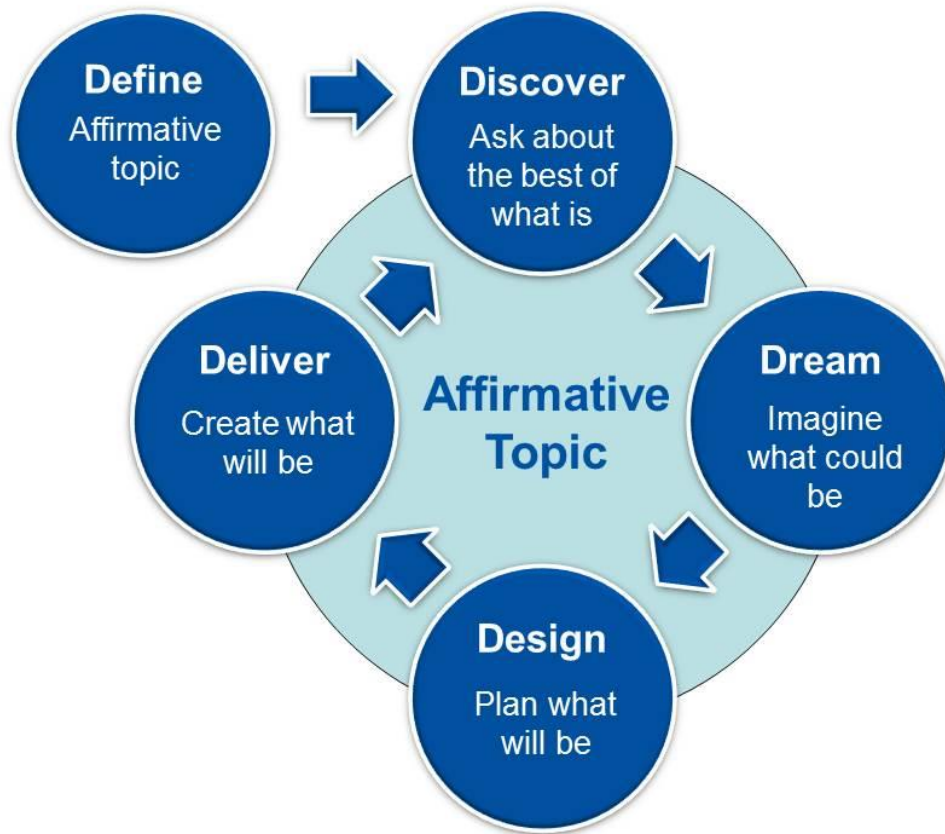 Define
Affirmative
topic
Discover
Ask about
the best of
what is
Dream
Imagine
what could
be
Design
Plan what
will be
Deliver
Create what
will be
Affirmative
Topic